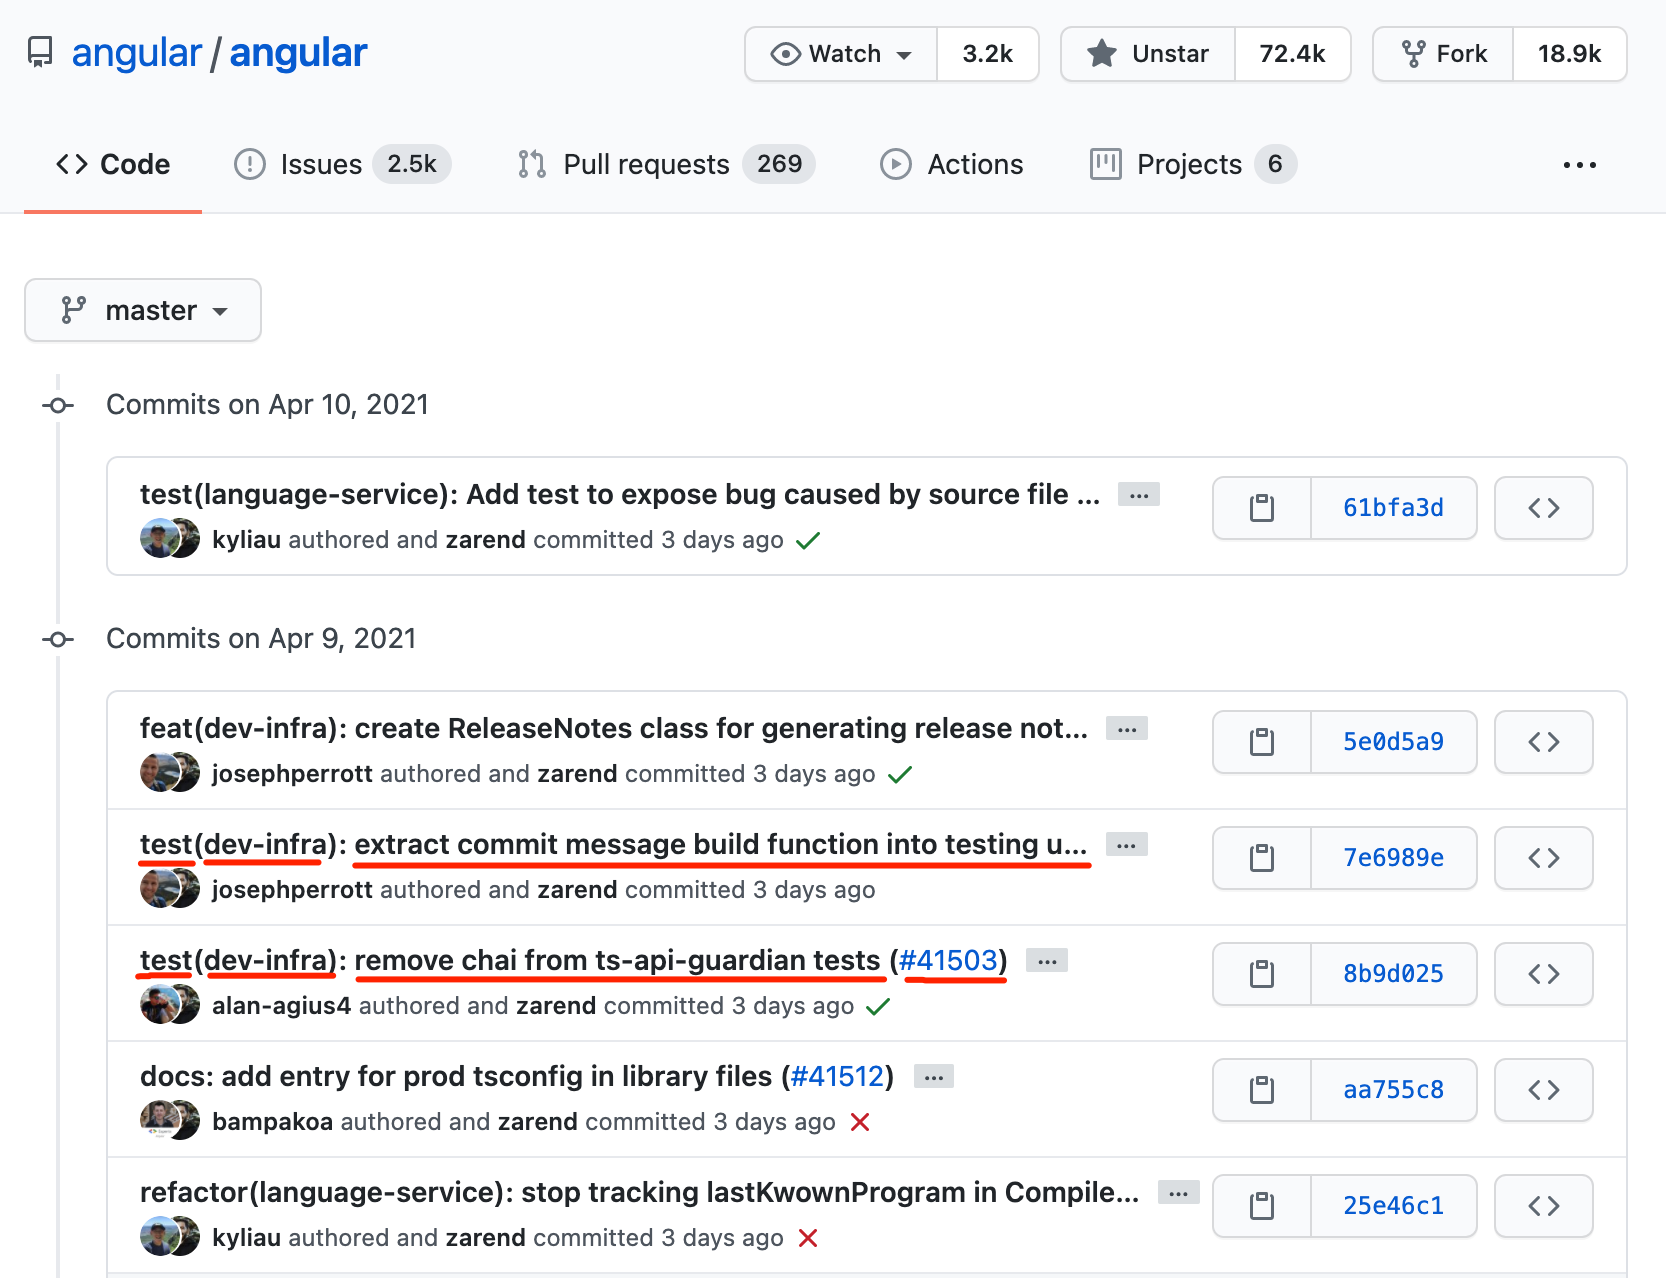 angular / angular
Watch 3.2k
Unstar 72.4k
Fork 18.9k
Code
Issues 2.5k
Pull requests 269
Actions
Projects 6
...
master
Commits on Apr 10, 2021
test(language-service): Add test to expose bug caused by source file ... ...
61bfa3d
kyliau authored and zarend committed 3 days ago
Commits on Apr 9, 2021
feat(dev-infra): create ReleaseNotes class for generating release not... ...
5e0d5a9
josephperrott authored and zarend committed 3 days ago
test(dev-infra): extract commit message build function into testing u... ...
7e6989e
josephperrott authored and zarend committed 3 days ago
test(dev-infra): remove chai from ts-api-guardian tests (#41503) ...
8b9d025
alan-agius4 authored and zarend committed 3 days ago
docs: add entry for prod tsconfig in library files (#41512) ...
aa755c8
bampakoa authored and zarend committed 3 days ago
refactor(language-service): stop tracking lastKwownProgram in Compile... ...
25e46c1
kyliau authored and zarend committed 3 days ago